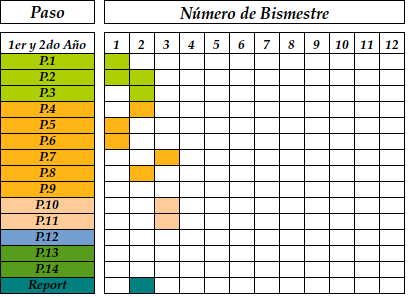 Paso Número de Bismestre
1er y 2do Año 1 2 3 4 5 6 7 8 9 10 11 12
P.1
P.2
P.3
P.4
P.5
P.6
P.7
P.8
P.9
P.10
P.11
P.12
P.13
P.14
Report